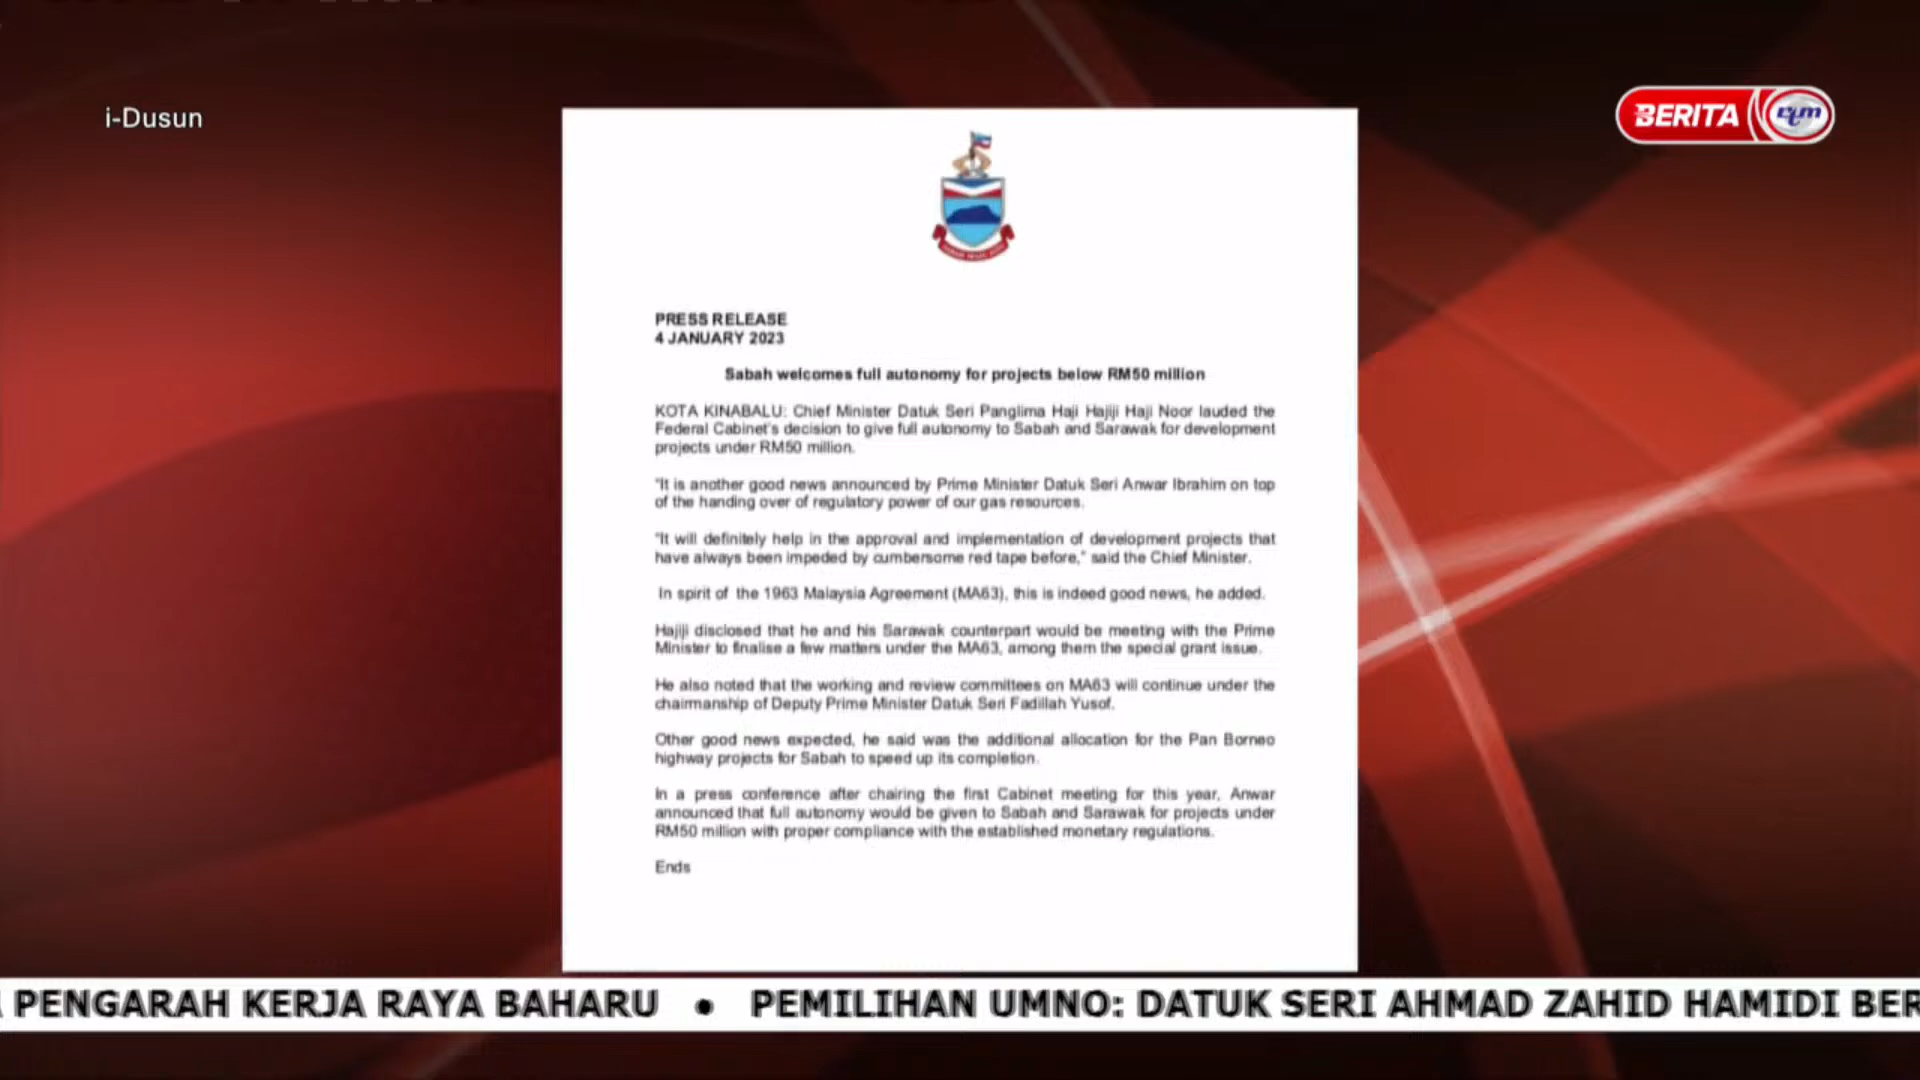 i-Dusun
BERITA rtm
PRESS RELEASE
4 JANUARY 2023
Sabah welcomes full autonomy for projects below RM50 million
KOTA KINABALU: Chief Minister Datuk Seri Panglima Haji Hajiji Haji Noor lauded the
Federal Cabinet's decision to give full autonomy to Sabah and Sarawak for development
projects under RM50 million.
"It is another good news announced by Prime Minister Datuk Seri Anwar Ibrahim on top
of the handing over of regulatory power of our gas resources.
"It will definitely help in the approval and implementation of development projects that
have always been impeded by cumbersome red tape before," said the Chief Minister.
In spirit of the 1963 Malaysia Agreement (MA63), this is indeed good news, he added.
Hajiji disclosed that he and his Sarawak counterpart would be meeting with the Prime
Minister to finalise a few matters under the MA63, among them the special grant issue.
He also noted that the working and review committees on MA63 will continue under the
chairmanship of Deputy Prime Minister Datuk Seri Fadillah Yusof.
Other good news expected, he said was the additional allocation for the Pan Borneo
highway projects for Sabah to speed up its completion.
In a press conference after chairing the first Cabinet meeting for this year, Anwar
announced that full autonomy would be given to Sabah and Sarawak for projects under
RM50 million with proper compliance with the established monetary regulations.
Ends
PENGARAH KERJA RAYA BAHARU • PEMILIHAN UMNO: DATUK SERI AHMAD ZAHID HAMIDI BER